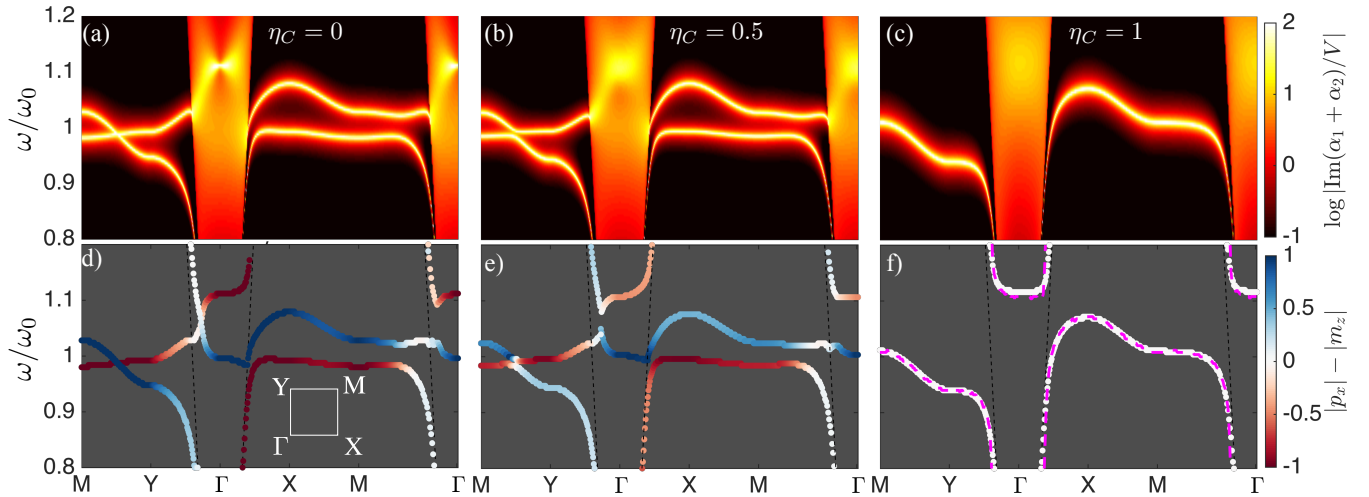 (a) η_C = 0
(b) η_C = 0.5
(c) η_C = 1
1.2
1.1
1
0.9
0.8
ω/ω₀
2
1
0
-1
log |Im(α₁ + α₂)/V|
d)
e)
f)
1.1
1
0.9
0.8
ω/ω₀
Y M
Γ X
1
0.5
0
-0.5
-1
|pₓ| − |m_z|
M Y Γ X M Γ
M Y Γ X M Γ
M Y Γ X M Γ